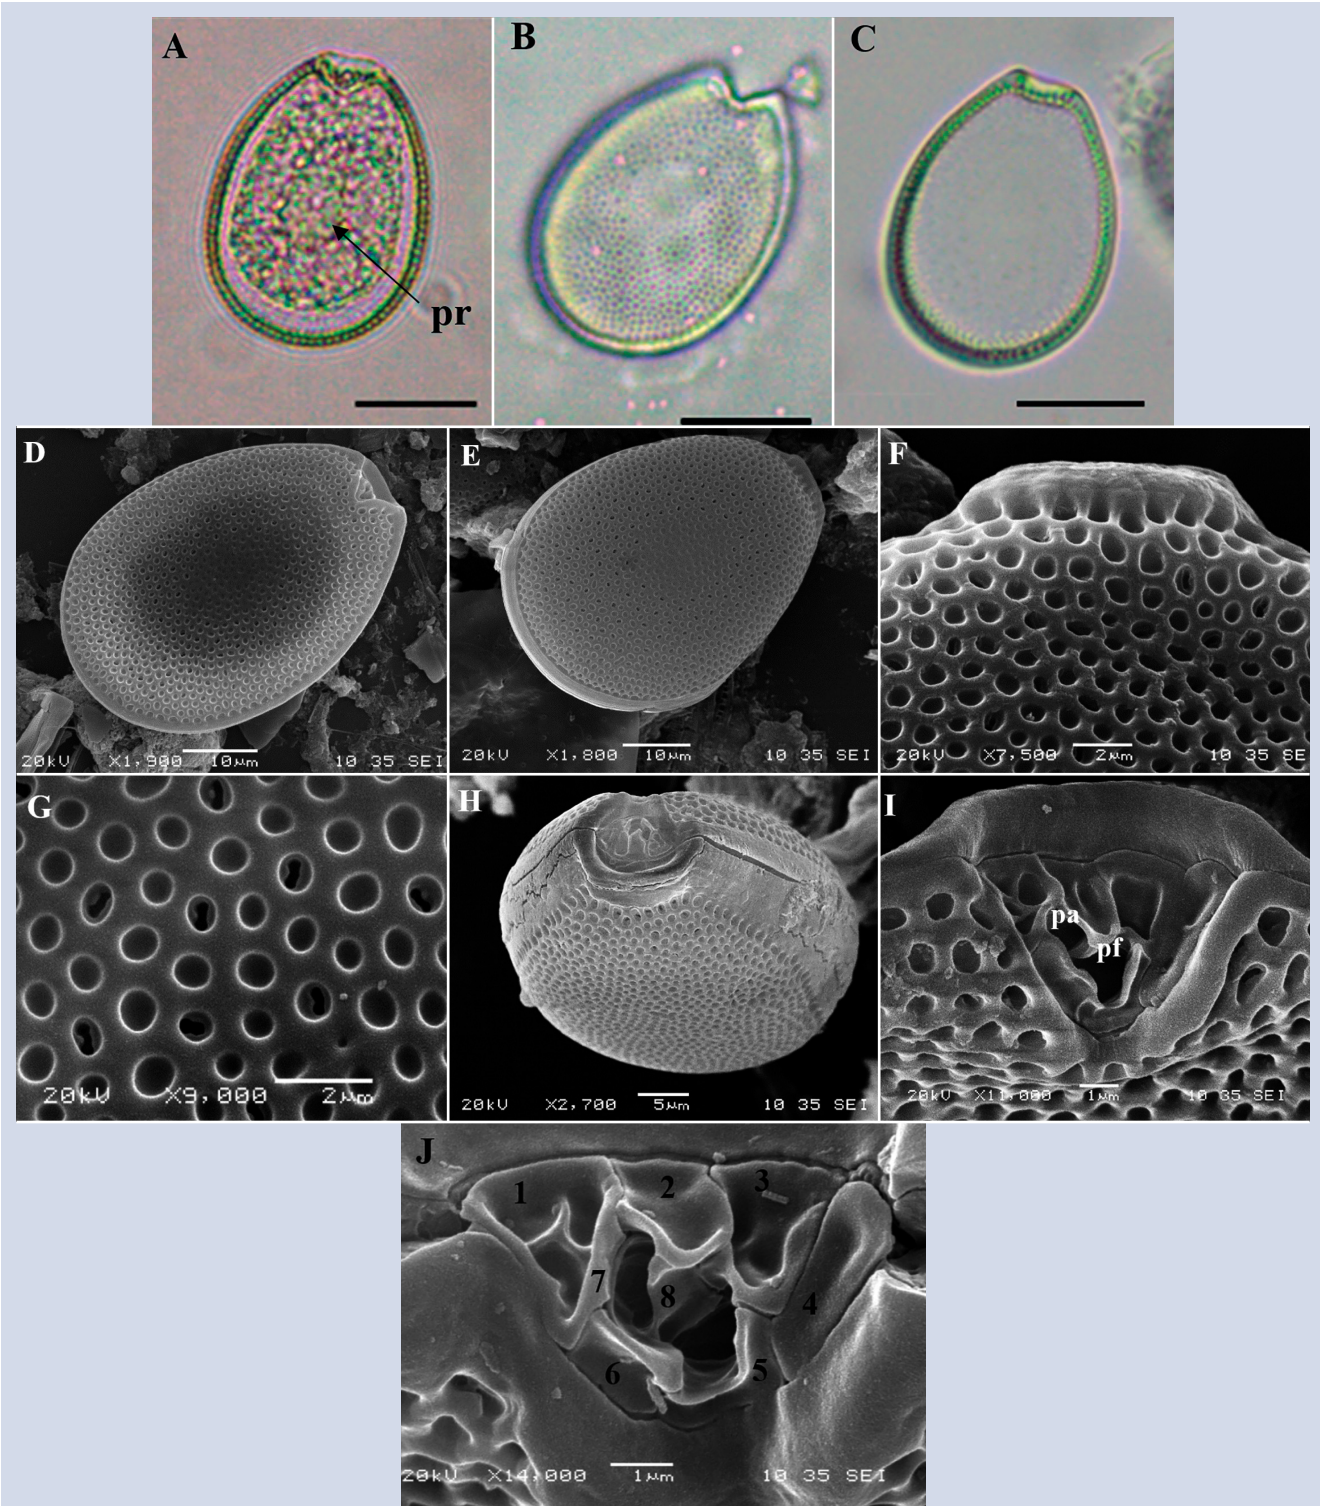 A
B
C
pr
D
20kV X1,900 10μm 10 35 SEI
E
20kV X1,800 10μm 10 35 SEI
F
20kV X7,500 2μm 10 35 SE
G
20kV X9,000 2μm
H
20kV X2,700 5μm 10 35 SEI
I
pa
pf
20kV X11,000 1μm 10 35 SEI
J
1
2
3
7
8
4
6
5
20kV X14,000 1μm 10 35 SEI